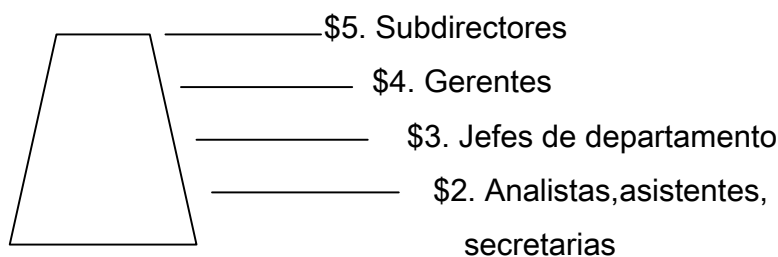 $5. Subdirectores
$4. Gerentes
$3. Jefes de departamento
$2. Analistas,asistentes,
secretarias